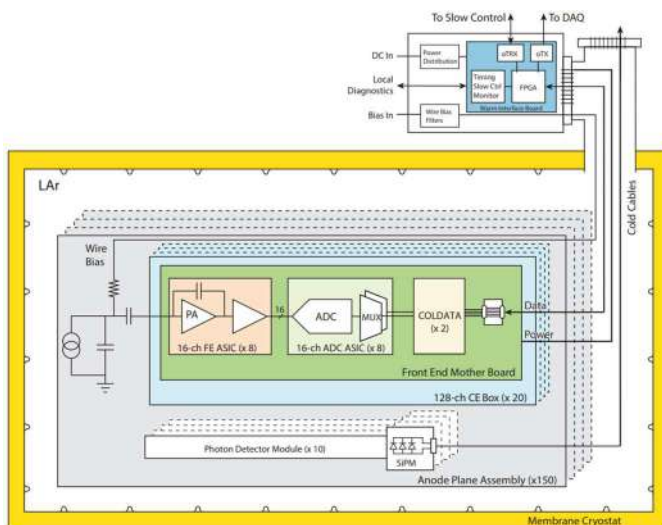 To Slow Control
To DAQ
DC In
Power
Distribution
oTRX
oTX
Local
Diagnostics
Timing
Slow Ctrl
Monitor
FPGA
Warm Interface Board
Bias In
Wire Bias
Filters
LAr
Cold Cables
Wire
Bias
PA
16
ADC
MUX
COLDATA
(x 2)
Data
Power
16-ch FE ASIC (x 8)
16-ch ADC ASIC (x 8)
Front End Mother Board
128-ch CE Box (x 20)
Photon Detector Module (x 10)
SiPM
Anode Plane Assembly (x150)
Membrane Cryostat